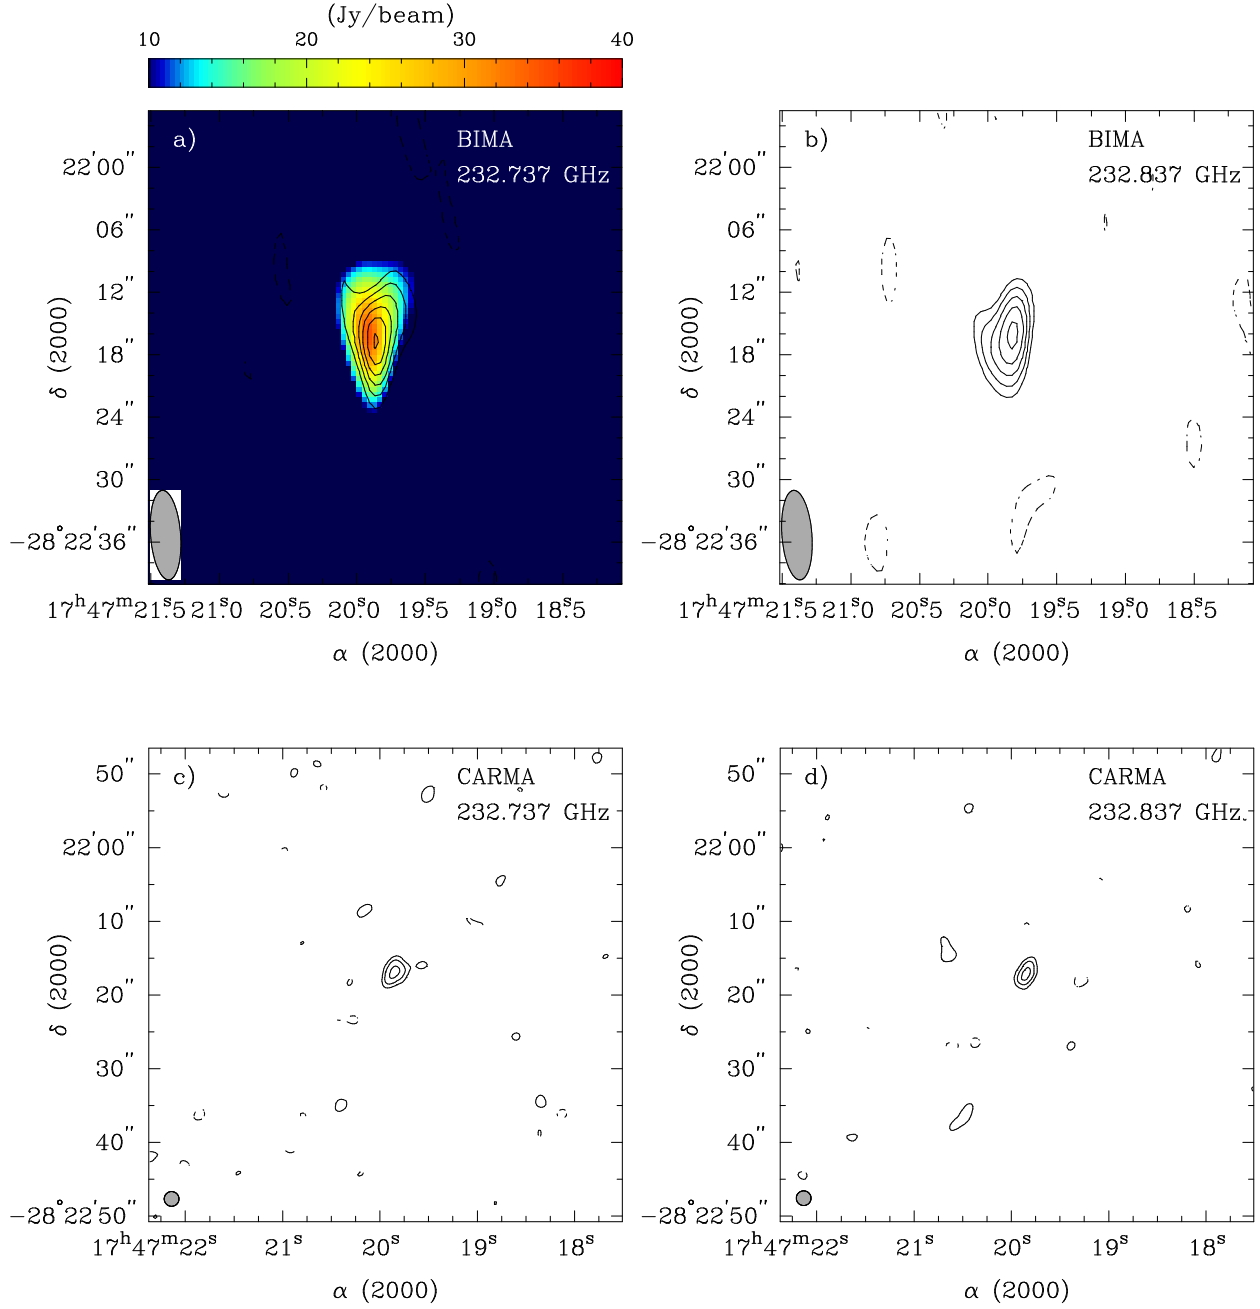 (Jy/beam)
10 20 30 40
a) BIMA
232.737 GHz
22'00"
06"
12"
18"
24"
30"
−28°22'36"
δ (2000)
17ʰ47ᵐ21ˢ.5 21ˢ.0 20ˢ.5 20ˢ.0 19ˢ.5 19ˢ.0 18ˢ.5
α (2000)
b) BIMA
232.837 GHz
22'00"
06"
12"
18"
24"
30"
−28°22'36"
δ (2000)
17ʰ47ᵐ21ˢ.5 21ˢ.0 20ˢ.5 20ˢ.0 19ˢ.5 19ˢ.0 18ˢ.5
α (2000)
c) CARMA
232.737 GHz
50"
22'00"
10"
20"
30"
40"
−28°22'50"
δ (2000)
17ʰ47ᵐ22ˢ 21ˢ 20ˢ 19ˢ 18ˢ
α (2000)
d) CARMA
232.837 GHz
50"
22'00"
10"
20"
30"
40"
−28°22'50"
δ (2000)
17ʰ47ᵐ22ˢ 21ˢ 20ˢ 19ˢ 18ˢ
α (2000)